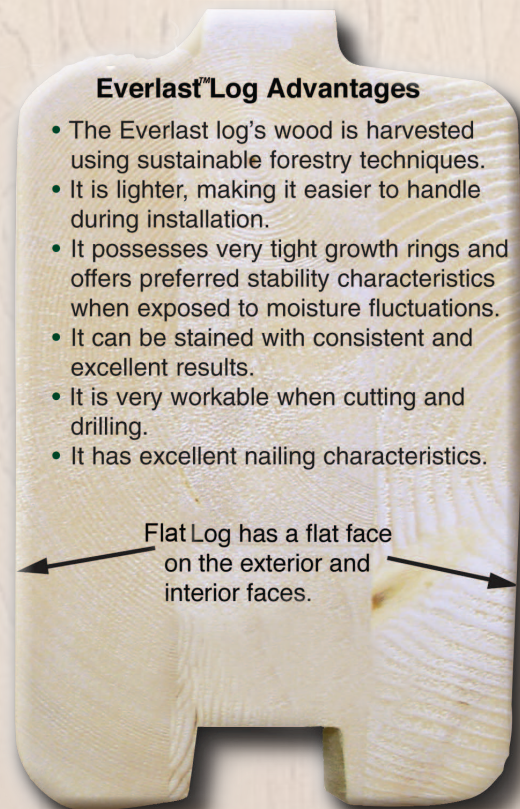 Everlast™Log Advantages
• The Everlast log's wood is harvested
using sustainable forestry techniques.
• It is lighter, making it easier to handle
during installation.
• It possesses very tight growth rings and
offers preferred stability characteristics
when exposed to moisture fluctuations.
• It can be stained with consistent and
excellent results.
• It is very workable when cutting and
drilling.
• It has excellent nailing characteristics.
Flat Log has a flat face
on the exterior and
interior faces.